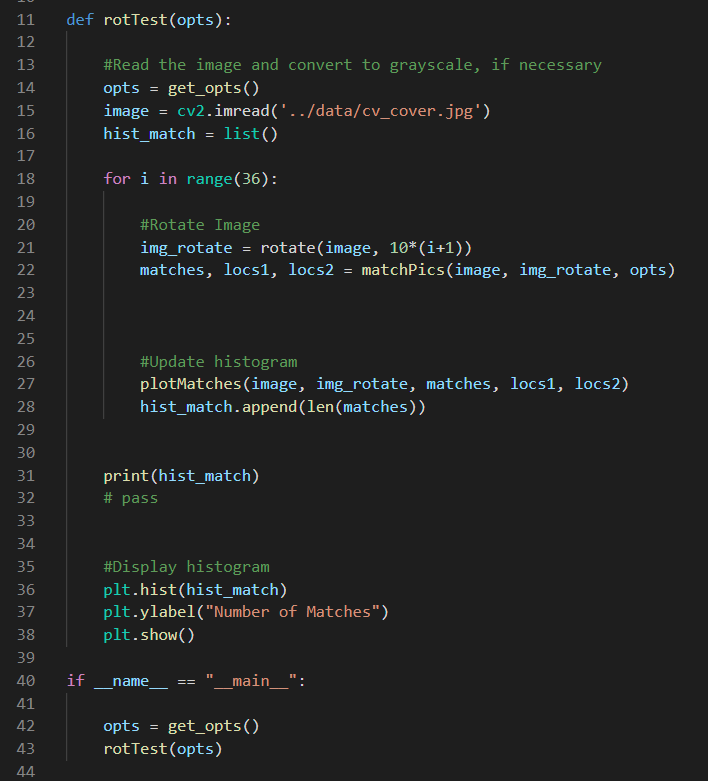 11 def rotTest(opts):
12
13 #Read the image and convert to grayscale, if necessary
14 opts = get_opts()
15 image = cv2.imread('../data/cv_cover.jpg')
16 hist_match = list()
17
18 for i in range(36):
19
20 #Rotate Image
21 img_rotate = rotate(image, 10*(i+1))
22 matches, locs1, locs2 = matchPics(image, img_rotate, opts)
23
24
25
26 #Update histogram
27 plotMatches(image, img_rotate, matches, locs1, locs2)
28 hist_match.append(len(matches))
29
30
31 print(hist_match)
32 # pass
33
34
35 #Display histogram
36 plt.hist(hist_match)
37 plt.ylabel("Number of Matches")
38 plt.show()
39
40 if __name__ == "__main__":
41
42 opts = get_opts()
43 rotTest(opts)
44